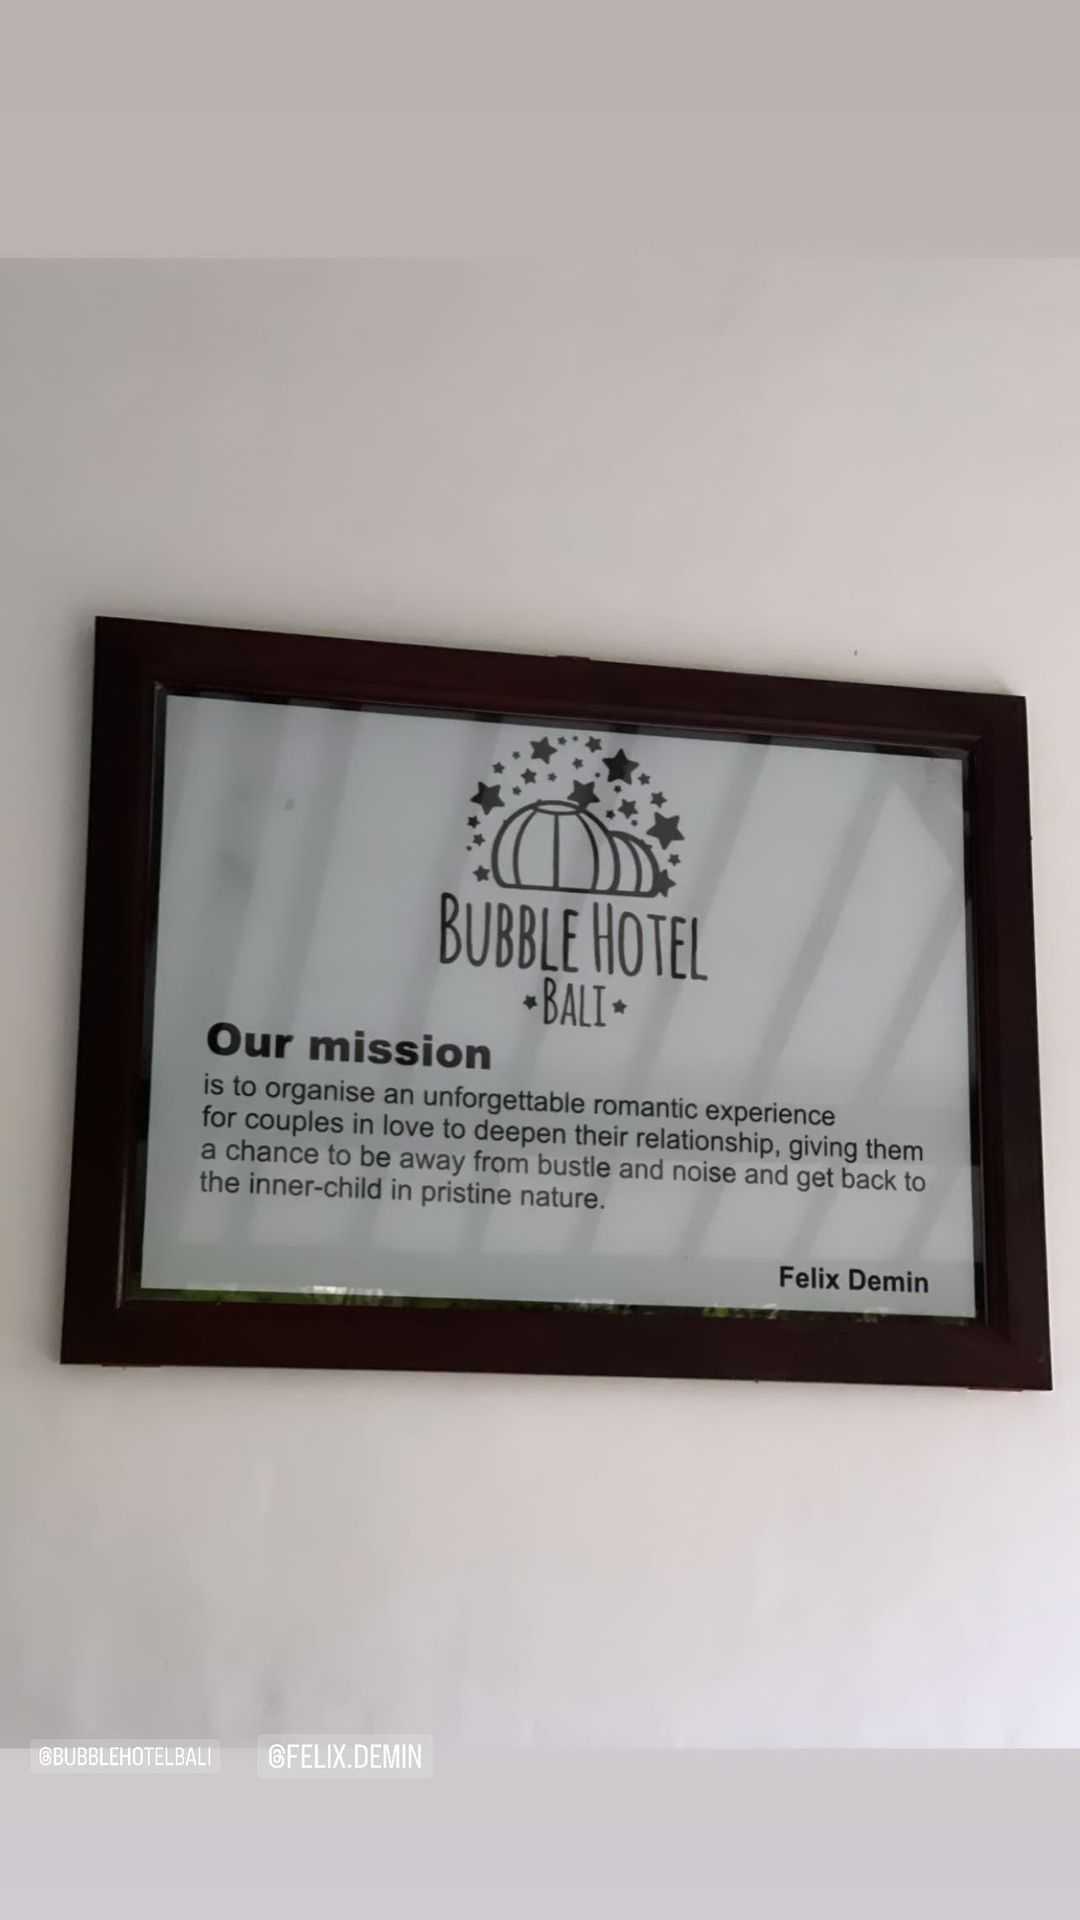 BUBBLE HOTEL
BALI
Our mission
is to organise an unforgettable romantic experience
for couples in love to deepen their relationship, giving them
a chance to be away from bustle and noise and get back to
the inner-child in pristine nature.
Felix Demin
@BUBBLEHOTELBALI @FELIX.DEMIN